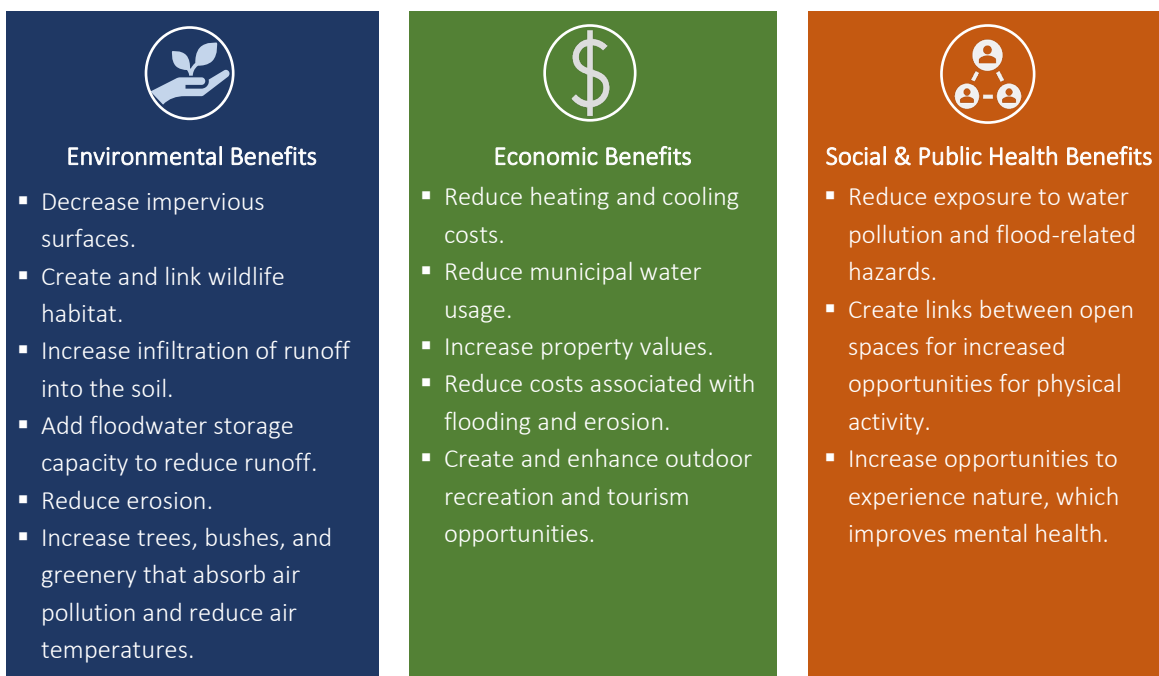 Environmental Benefits
▪ Decrease impervious
surfaces.
▪ Create and link wildlife
habitat.
▪ Increase infiltration of runoff
into the soil.
▪ Add floodwater storage
capacity to reduce runoff.
▪ Reduce erosion.
▪ Increase trees, bushes, and
greenery that absorb air
pollution and reduce air
temperatures.
$
Economic Benefits
▪ Reduce heating and cooling
costs.
▪ Reduce municipal water
usage.
▪ Increase property values.
▪ Reduce costs associated with
flooding and erosion.
▪ Create and enhance outdoor
recreation and tourism
opportunities.
Social & Public Health Benefits
▪ Reduce exposure to water
pollution and flood-related
hazards.
▪ Create links between open
spaces for increased
opportunities for physical
activity.
▪ Increase opportunities to
experience nature, which
improves mental health.